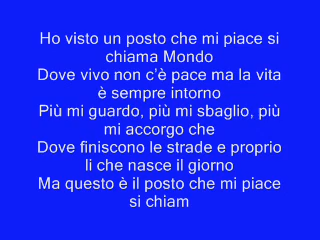 Ho visto un posto che mi piace si
chiama Mondo
Dove vivo non c'è pace ma la vita
è sempre intorno
Più mi guardo, più mi sbaglio, più
mi accorgo che
Dove finiscono le strade e proprio
li che nasce il giorno
Ma questo è il posto che mi piace
si chiam